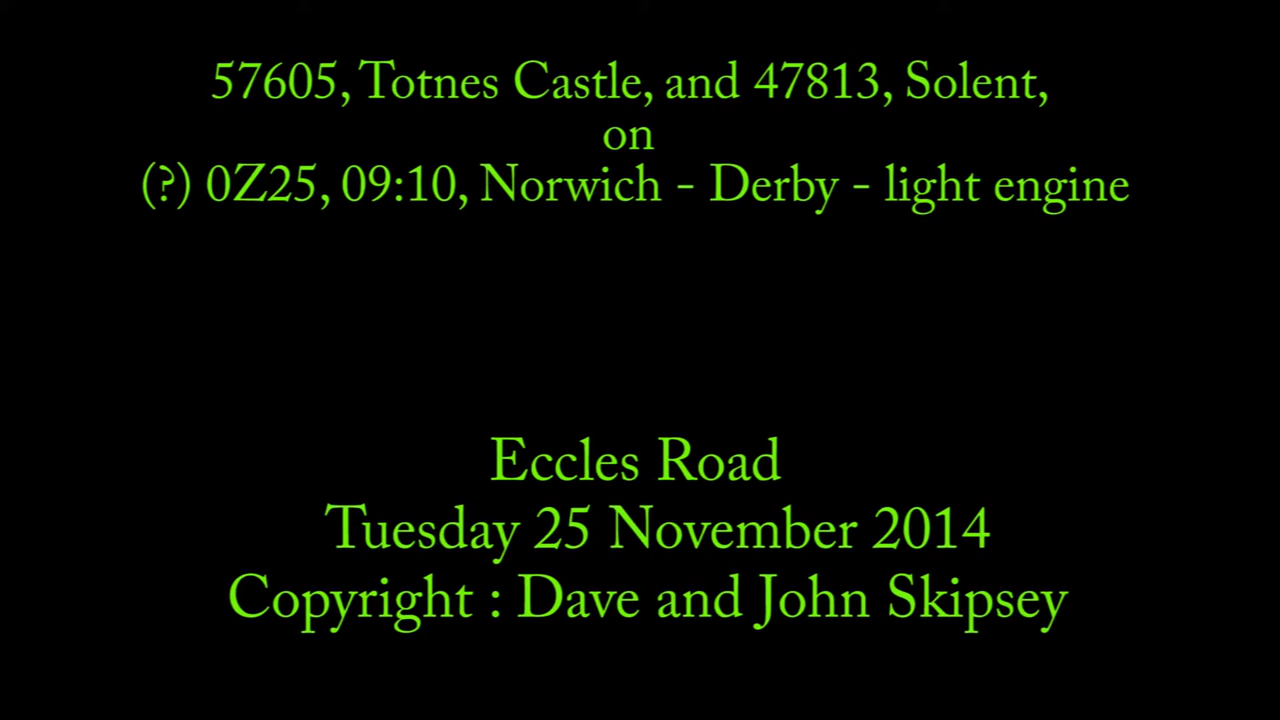 57605, Totnes Castle, and 47813, Solent,
on
(?) 0Z25, 09:10, Norwich - Derby - light engine
Eccles Road
Tuesday 25 November 2014
Copyright : Dave and John Skipsey